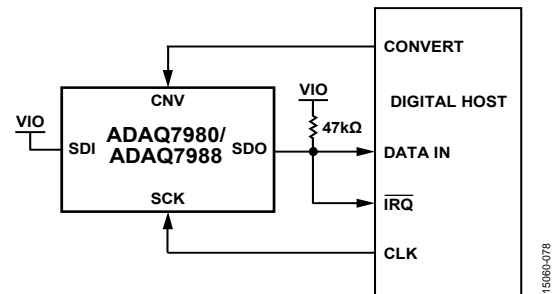 CONVERT
CNV
VIO
DIGITAL HOST
VIO
47kΩ
SDI
ADAQ7980/
ADAQ7988
SDO
DATA IN
SCK
IRQ
CLK
15060-078